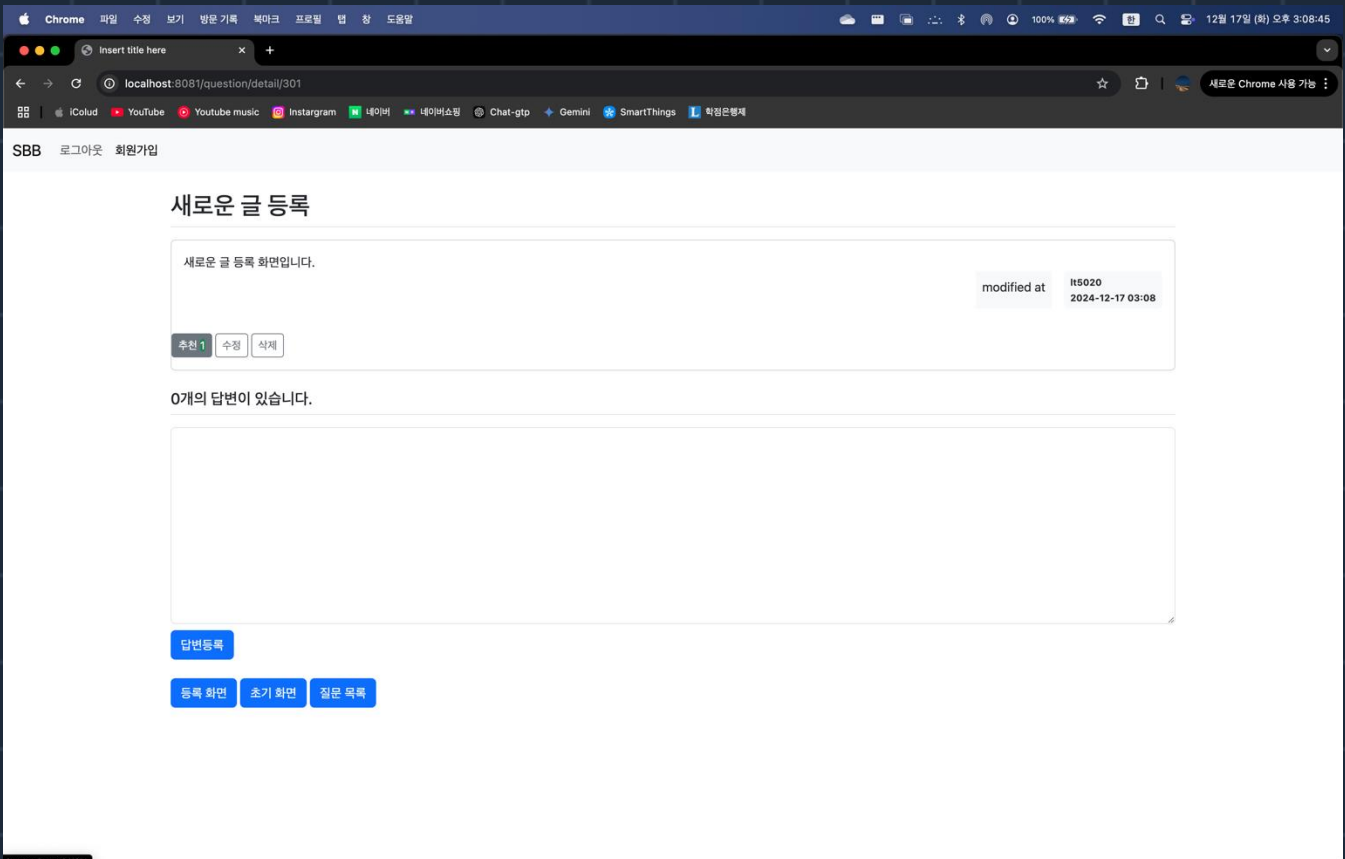 Chrome 파일 수정 보기 방문 기록 북마크 프로필 탭 창 도움말 100% 한 12월 17일 (화) 오후 3:08:45
Insert title here
localhost:8081/question/detail/301 새로운 Chrome 사용 가능
iColud YouTube Youtube music Instargram N 네이버 네이버쇼핑 Chat-gtp Gemini SmartThings L 학점은행제
SBB 로그아웃 회원가입
새로운 글 등록
새로운 글 등록 화면입니다.
modified at
lt5020
2024-12-17 03:08
추천 1 수정 삭제
0개의 답변이 있습니다.
답변등록
등록 화면 초기 화면 질문 목록